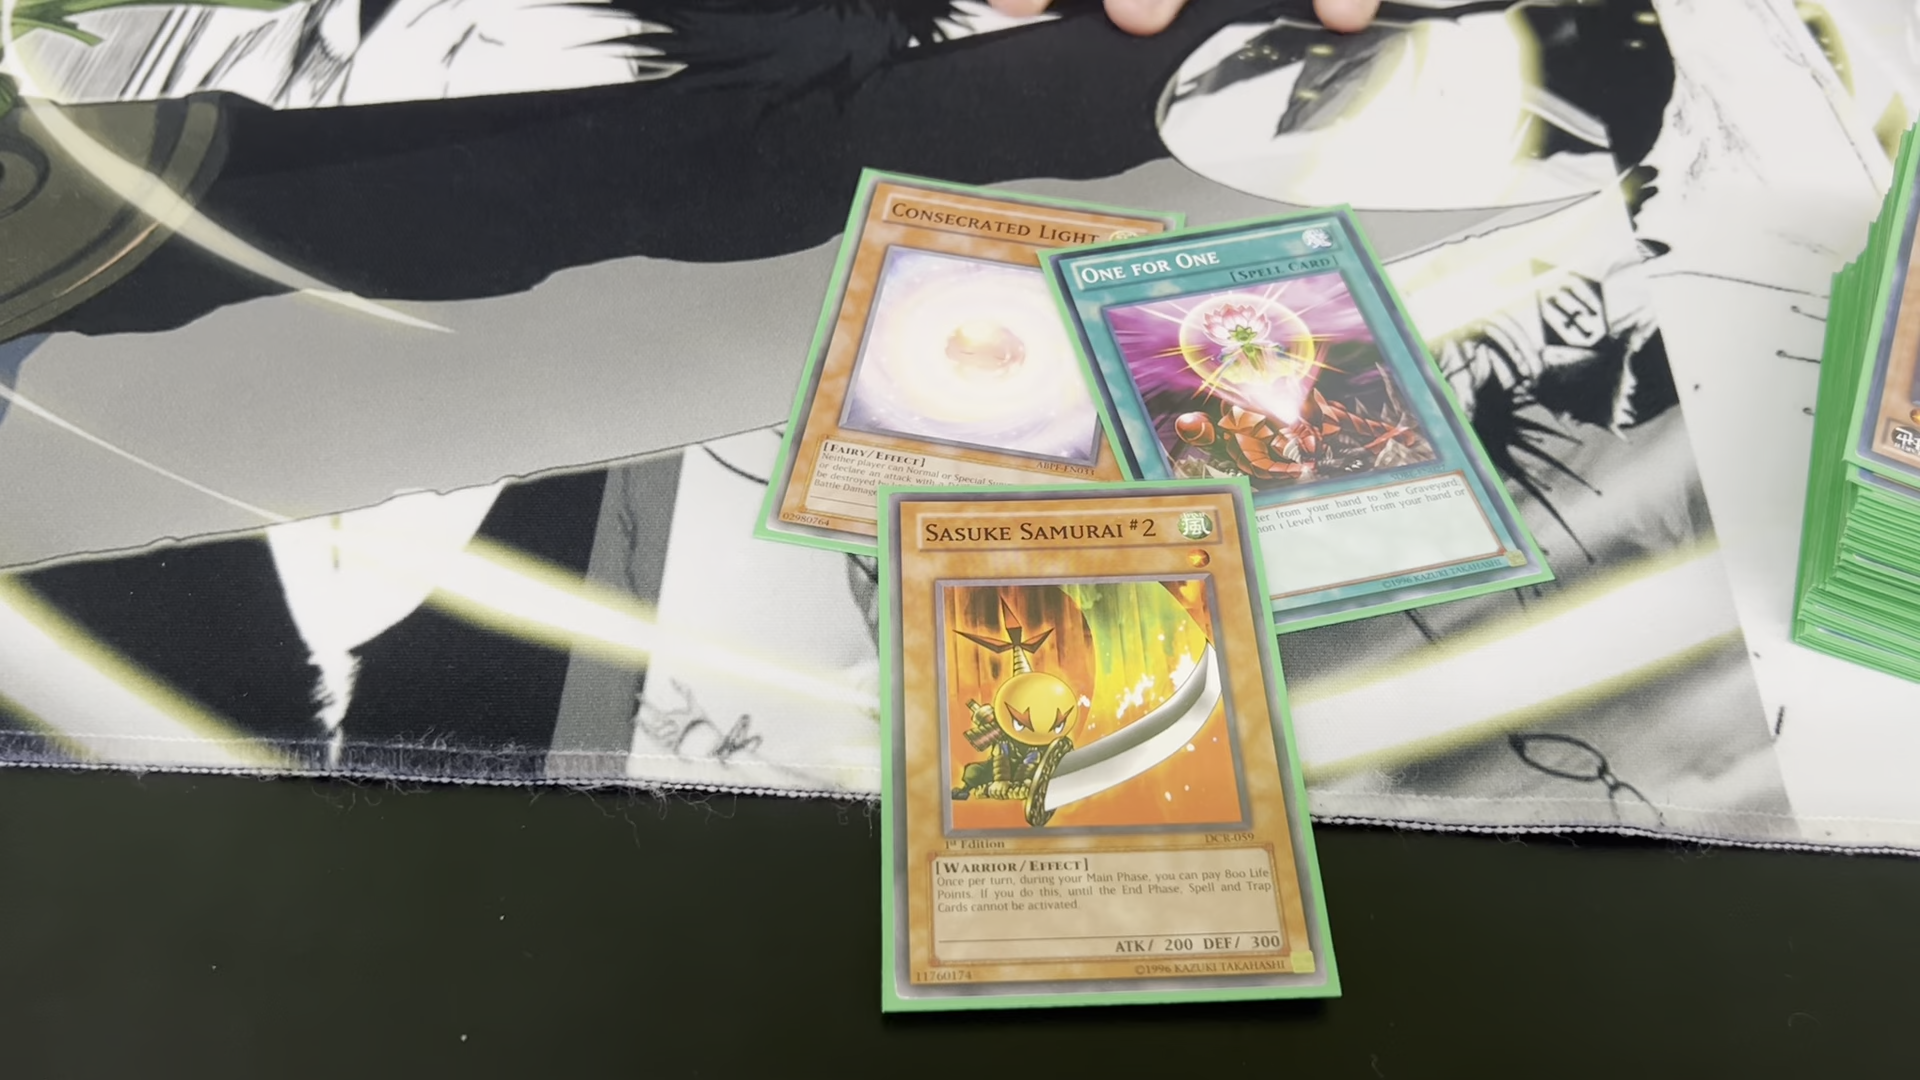 CONSECRATED LIGHT
ABPF-EN033
[FAIRY/EFFECT]
Neither player can Normal or Special
or declare an attack with a
be destroyed
Battle Damage
02980764
ONE FOR ONE
[SPELL CARD]
from your hand to the Graveyard;
1 Level 1 monster from your hand or
©1996 KAZUKI TAKAHASHI
SASUKE SAMURAI #2
風
1st Edition
DCR-059
[WARRIOR/EFFECT]
Once per turn, during your Main Phase, you can pay 800 Life
Points. If you do this, until the End Phase, Spell and Trap
Cards cannot be activated.
ATK/ 200 DEF/ 300
11760174
©1996 KAZUKI TAKAHASHI